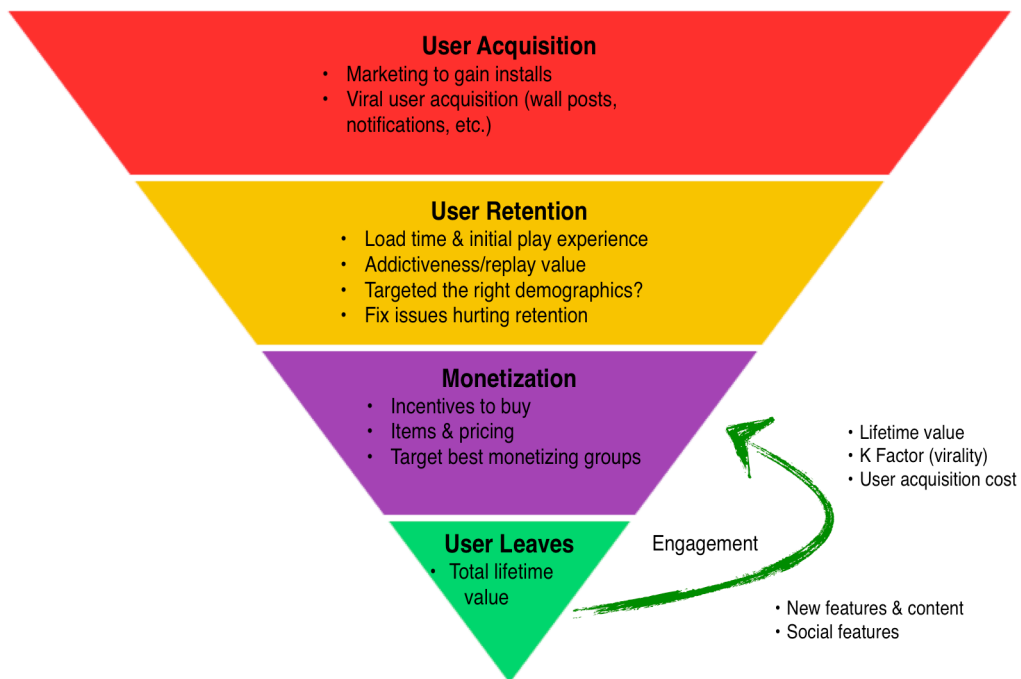 User Acquisition
• Marketing to gain installs
• Viral user acquisition (wall posts,
notifications, etc.)
User Retention
• Load time & initial play experience
• Addictiveness/replay value
• Targeted the right demographics?
• Fix issues hurting retention
Monetization
• Incentives to buy
• Items & pricing
• Target best monetizing groups
• Lifetime value
• K Factor (virality)
• User acquisition cost
User Leaves
• Total lifetime
value
Engagement
• New features & content
• Social features